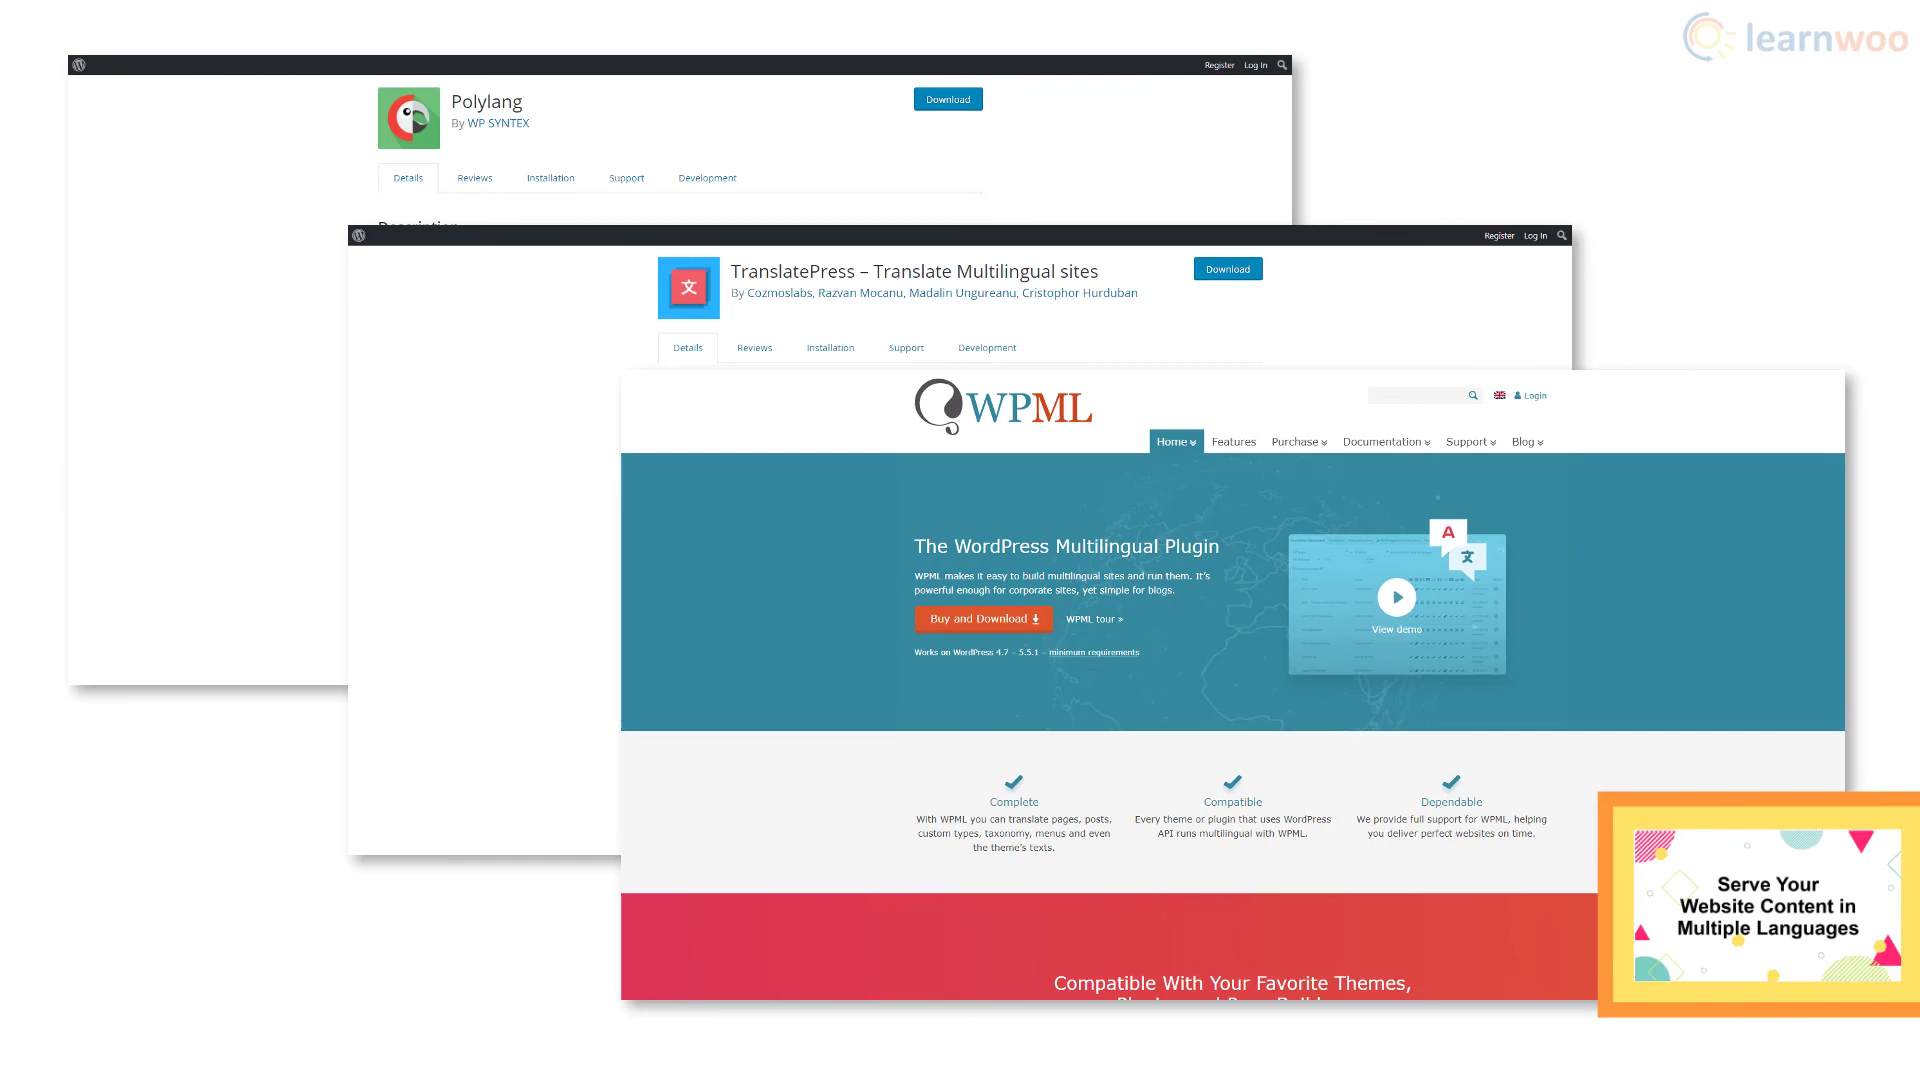 learnwoo
Register Log In
Polylang
Download
By WP SYNTEX
Details Reviews Installation Support Development
Register Log In
TranslatePress – Translate Multilingual sites
Download
By Cozmoslabs, Razvan Mocanu, Madalin Ungureanu, Cristophor Hurduban
Details Reviews Installation Support Development
WPML
Login
Home Features Purchase Documentation Support Blog
The WordPress Multilingual Plugin
WPML makes it easy to build multilingual sites and run them. It's
powerful enough for corporate sites, yet simple for blogs.
Buy and Download
WPML tour »
Works on WordPress 4.7 – 5.5.1 – minimum requirements
A
文
View demo
Complete
With WPML you can translate pages, posts,
custom types, taxonomy, menus and even
the theme's texts.
Compatible
Every theme or plugin that uses WordPress
API runs multilingual with WPML.
Dependable
We provide full support for WPML, helping
you deliver perfect websites on time.
Compatible With Your Favorite Themes,
Serve Your
Website Content in
Multiple Languages